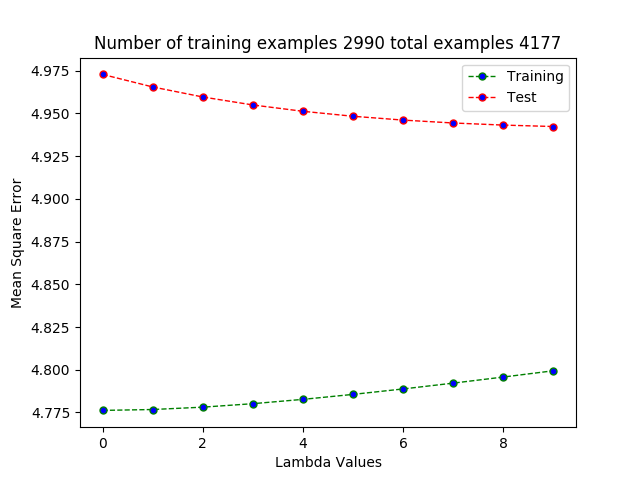 Number of training examples 2990 total examples 4177
Training
Test
4.975
4.950
4.925
4.900
4.875
4.850
4.825
4.800
4.775
Mean Square Error
0 2 4 6 8
Lambda Values